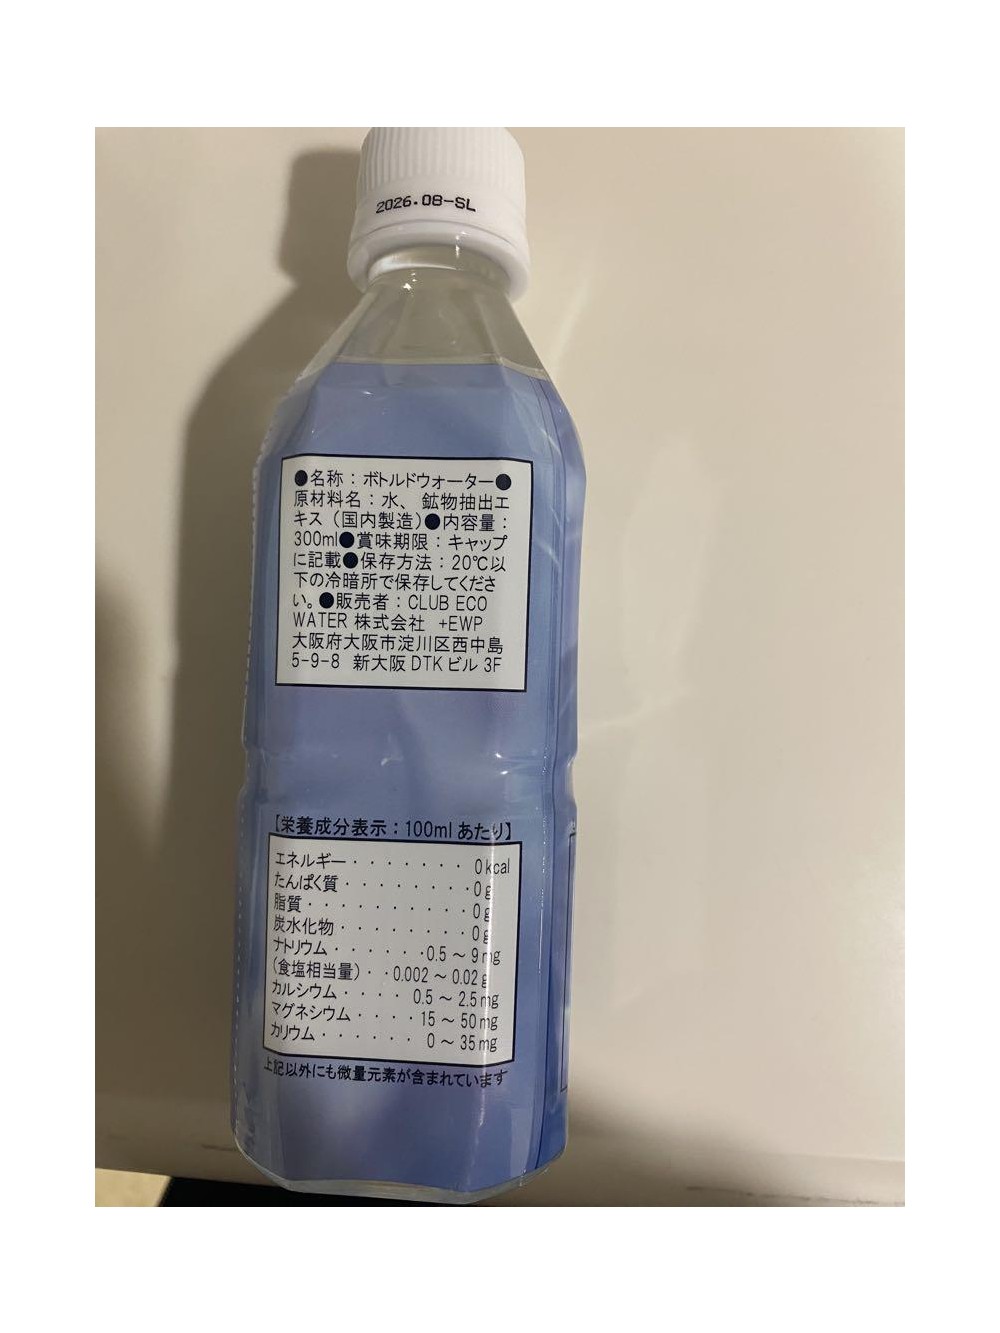 2026.08-SL
●名称：ボトルドウォーター●
原材料名：水、鉱物抽出エ
キス（国内製造）●内容量：
300ml●賞味期限：キャップ
に記載●保存方法：20℃以
下の冷暗所で保存してくださ
い。●販売者：CLUB ECO
WATER 株式会社 +EWP
大阪府大阪市淀川区西中島
5-9-8 新大阪 DTK ビル 3F
【栄養成分表示：100ml あたり】
エネルギー・・・・・・・0kcal
たんぱく質・・・・・・・・0g
脂質・・・・・・・・・・0g
炭水化物・・・・・・・・0g
ナトリウム・・・・・・0.5～9mg
（食塩相当量）・・0.002～0.02g
カルシウム・・・・0.5～2.5mg
マグネシウム・・・・15～50mg
カリウム・・・・・・0～35mg
上記以外にも微量元素が含まれています